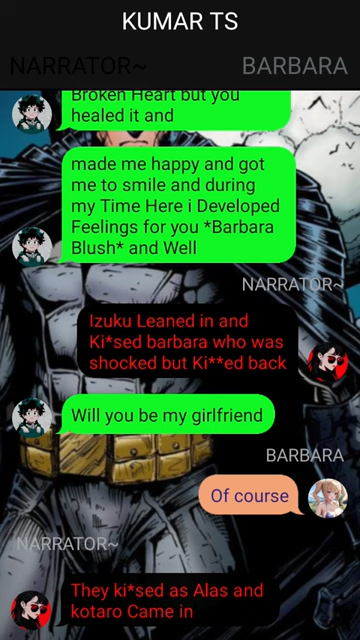 KUMAR TS
NARRATOR~
BARBARA
Broken Heart but you
healed it and
made me happy and got
me to smile and during
my Time Here i Developed
Feelings for you *Barbara
Blush* and Well
NARRATOR~
Izuku Leaned in and
Ki*sed barbara who was
shocked but Ki**ed back
Will you be my girlfriend
BARBARA
Of course
NARRATOR~
They ki*sed as Alas and
kotaro Came in